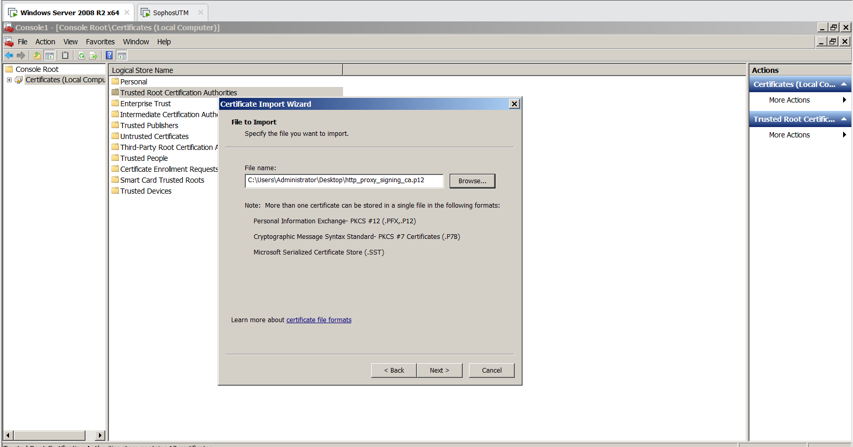 Windows Server 2008 R2 x64
SophosUTM
Console1 - [Console Root\Certificates (Local Computer)]
File Action View Favorites Window Help
Console Root
Certificates (Local Compu
Logical Store Name
Personal
Trusted Root Certification Authorities
Enterprise Trust
Intermediate Certification Autho
Trusted Publishers
Untrusted Certificates
Third-Party Root Certification A
Trusted People
Certificate Enrollment Requests
Smart Card Trusted Roots
Trusted Devices
Certificate Import Wizard
File to Import
Specify the file you want to import.
File name:
C:\Users\Administrator\Desktop\http_proxy_signing_ca.p12
Browse...
Note: More than one certificate can be stored in a single file in the following formats:
Personal Information Exchange- PKCS #12 (.PFX,.P12)
Cryptographic Message Syntax Standard- PKCS #7 Certificates (.P7B)
Microsoft Serialized Certificate Store (.SST)
Learn more about certificate file formats
< Back
Next >
Cancel
Actions
Certificates (Local Co...
More Actions
Trusted Root Certific...
More Actions